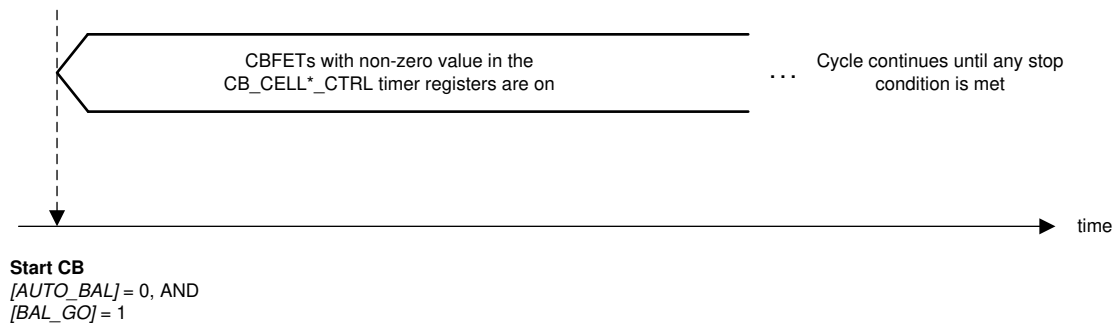 CBFETs with non-zero value in the
CB_CELL*_CTRL timer registers are on
... Cycle continues until any stop
condition is met
time
Start CB
[AUTO_BAL] = 0, AND
[BAL_GO] = 1